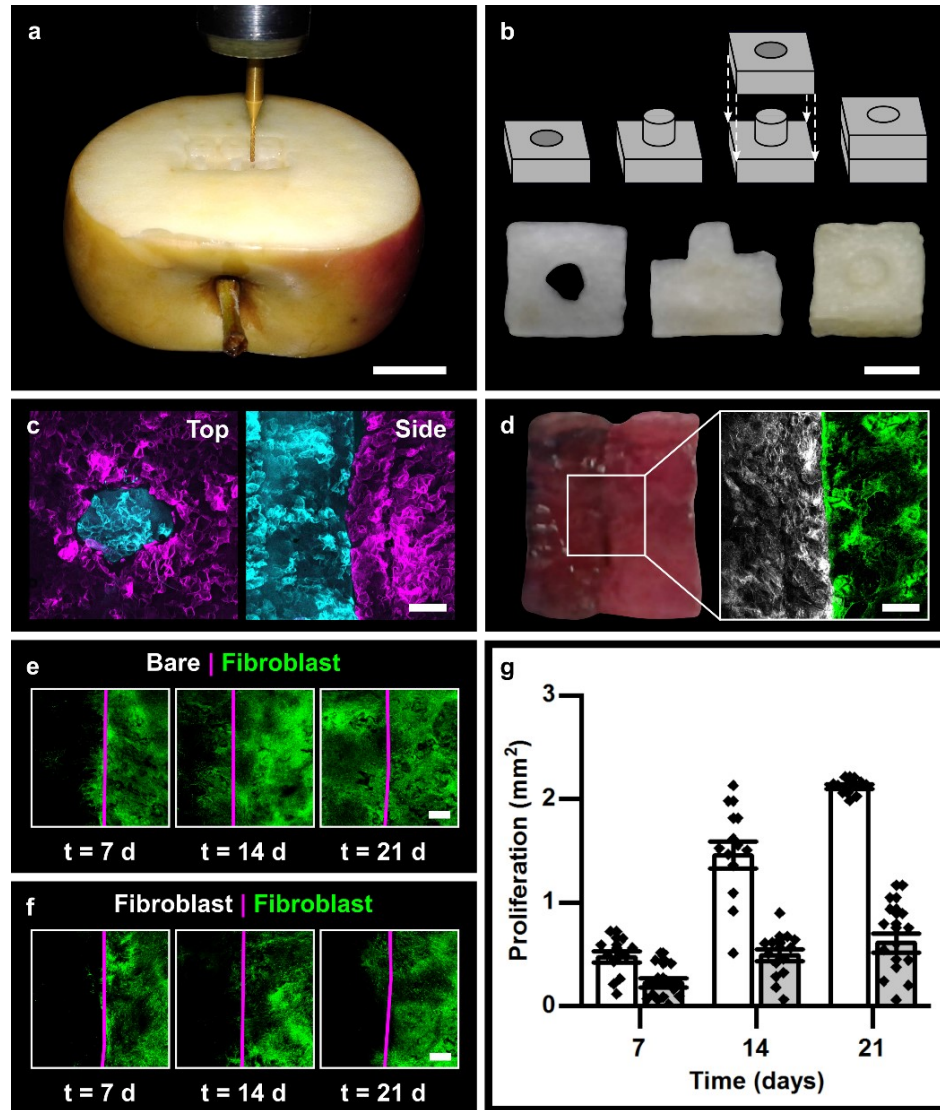 a
b
c
Top
Side
d
e
Bare | Fibroblast
t = 7 d
t = 14 d
t = 21 d
f
Fibroblast | Fibroblast
t = 7 d
t = 14 d
t = 21 d
g
Proliferation (mm²)
3
2
1
0
7
14
21
Time (days)